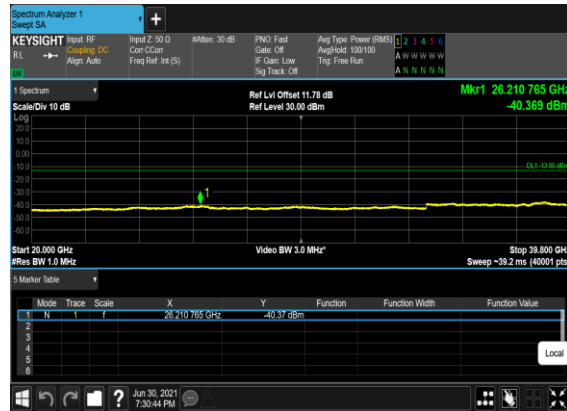 Spectrum Analyzer 1
Swept SA
+
KEYSIGHT Input: RF Input Z: 50 Ω #Atten: 30 dB PNO: Fast Avg Type: Power (RMS) 1 2 3 4 5 6
RL Coupling: DC Corr CCorr Gate: Off Avg|Hold: 100/100 A W W W W W
Align: Auto Freq Ref: Int (S) IF Gain: Low Trig: Free Run
Sig Track: Off A N N N N N
1 Spectrum
Ref Lvl Offset 11.78 dB Mkr1 26.210 765 GHz
Scale/Div 10 dB Ref Level 30.00 dBm -40.369 dBm
Log
20.0
10.0
0.00
-10.0 DL1 -13.00 dBm
-20.0
-30.0
1
-40.0
-50.0
-60.0
Start 20.000 GHz Video BW 3.0 MHz* Stop 39.800 GHz
#Res BW 1.0 MHz Sweep ~39.2 ms (40001 pts
5 Marker Table
Mode Trace Scale X Y Function Function Width Function Value
1 N 1 f 26.210 765 GHz -40.37 dBm
2
3
4
5
6
Local
? Jun 30, 2021
7:30:44 PM